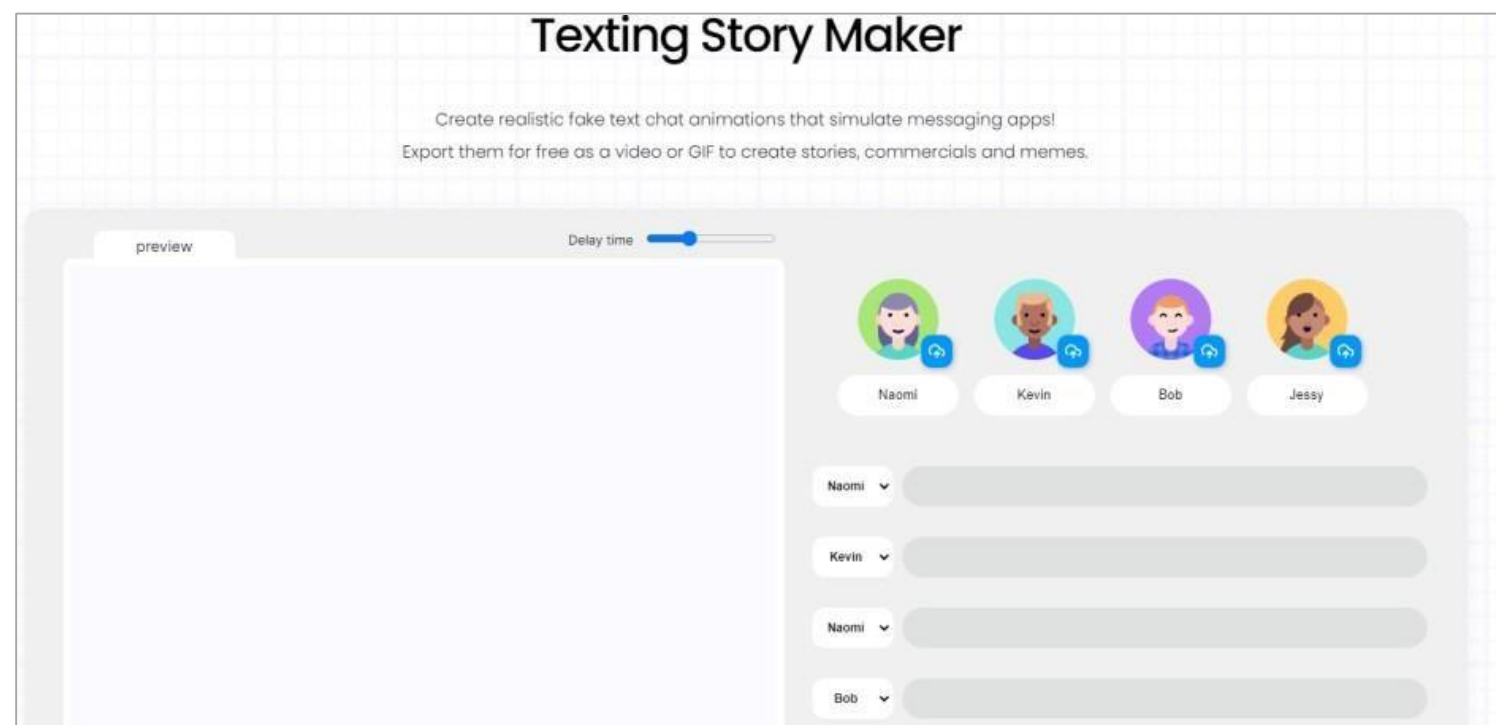 Texting Story Maker
Create realistic fake text chat animations that simulate messaging apps!
Export them for free as a video or GIF to create stories, commercials and memes.
preview
Delay time
Naomi
Kevin
Bob
Jessy
Naomi
Kevin
Naomi
Bob